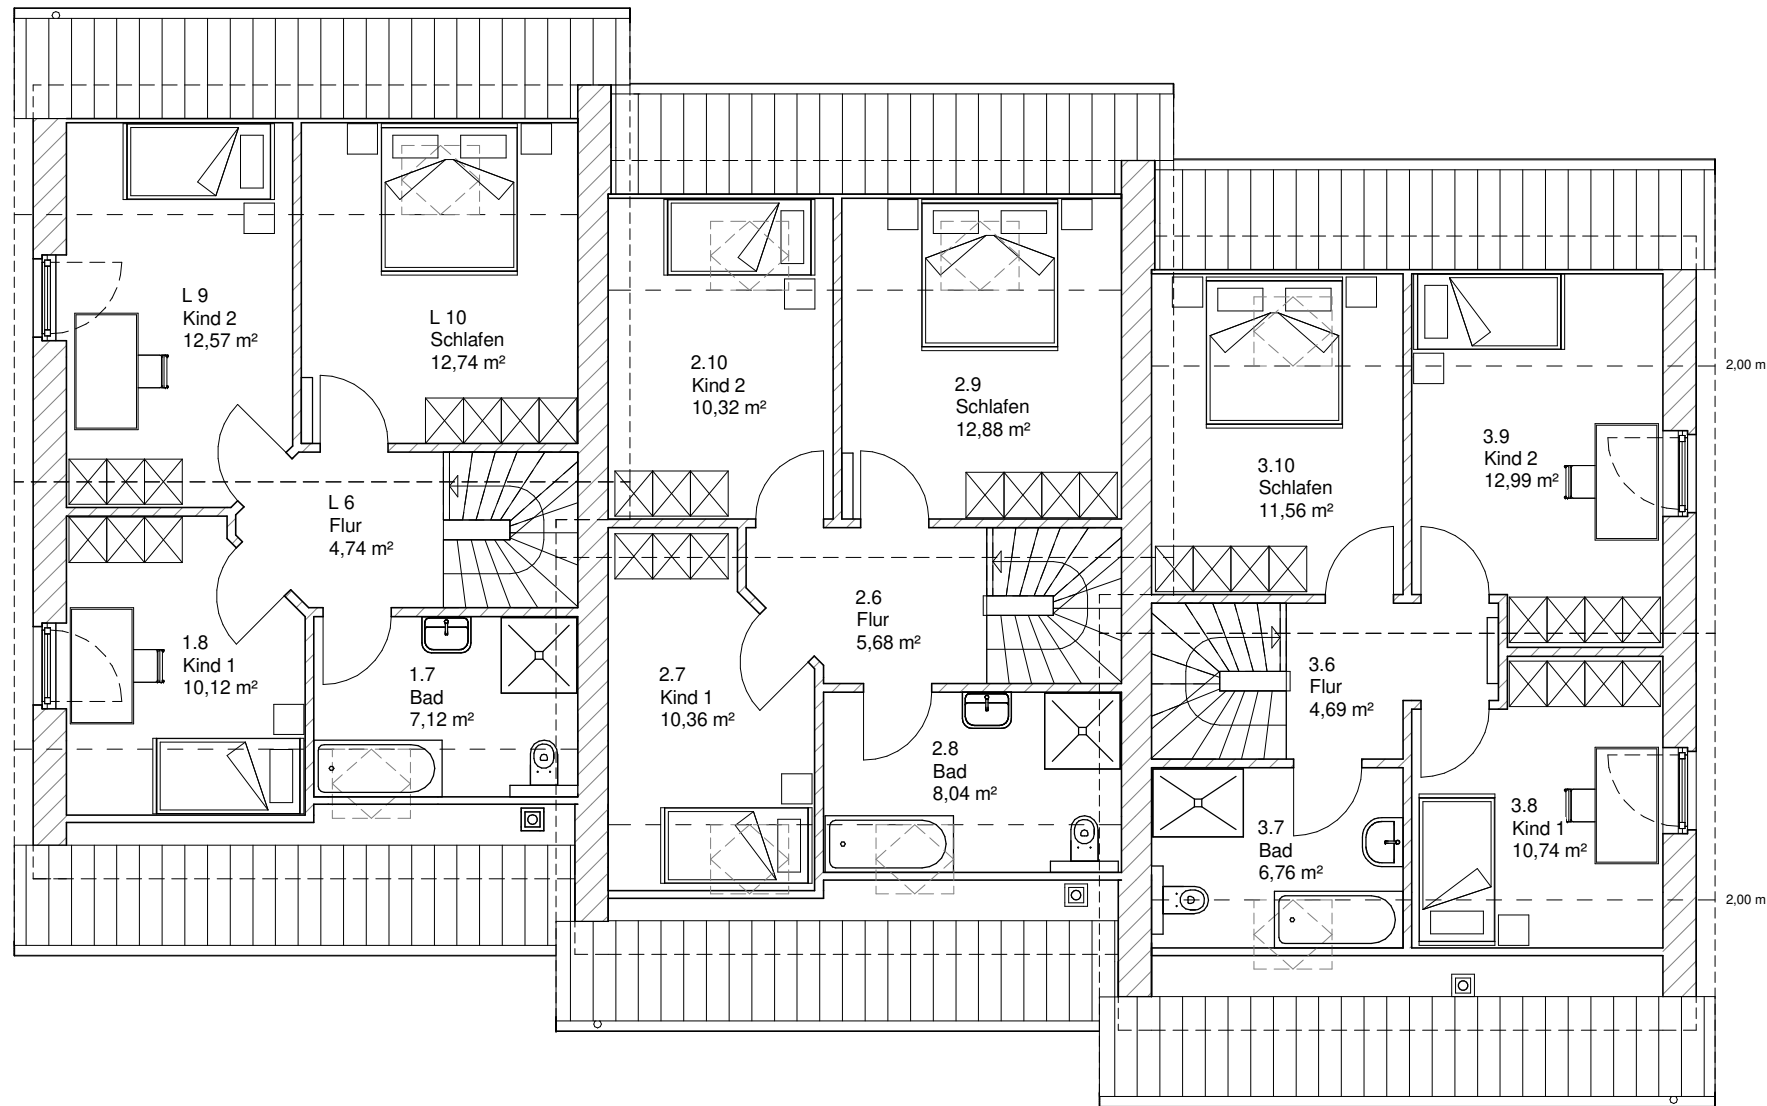 L 9
Kind 2
12,57 m²
L 10
Schlafen
12,74 m²
L 6
Flur
4,74 m²
1.8
Kind 1
10,12 m²
1.7
Bad
7,12 m²
2.10
Kind 2
10,32 m²
2.9
Schlafen
12,88 m²
2.6
Flur
5,68 m²
2.7
Kind 1
10,36 m²
2.8
Bad
8,04 m²
3.10
Schlafen
11,56 m²
3.9
Kind 2
12,99 m²
3.6
Flur
4,69 m²
3.7
Bad
6,76 m²
3.8
Kind 1
10,74 m²
2,00 m
2,00 m